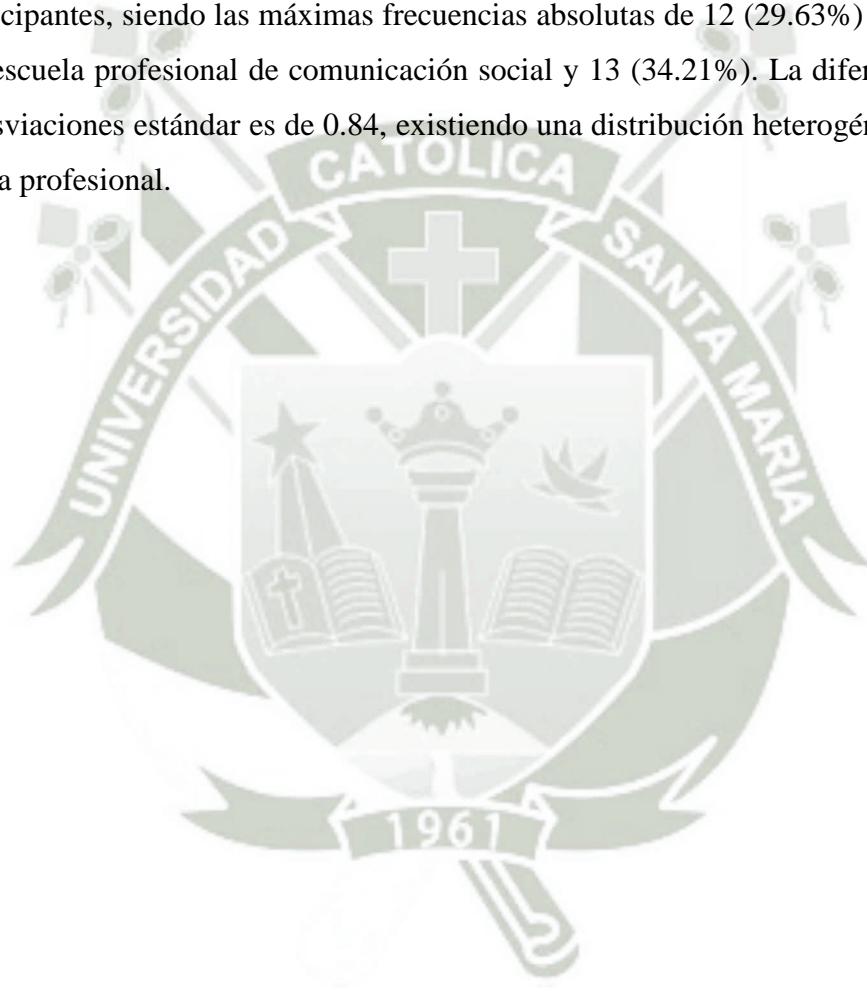 cipantes, siendo las máximas frecuencias absolutas de 12 (29.63%)
escuela profesional de comunicación social y 13 (34.21%). La difer
sviaciones estándar es de 0.84, existiendo una distribución heterogén
a profesional.
UNIVERSIDAD CATOLICA SANTA MARIA
1961